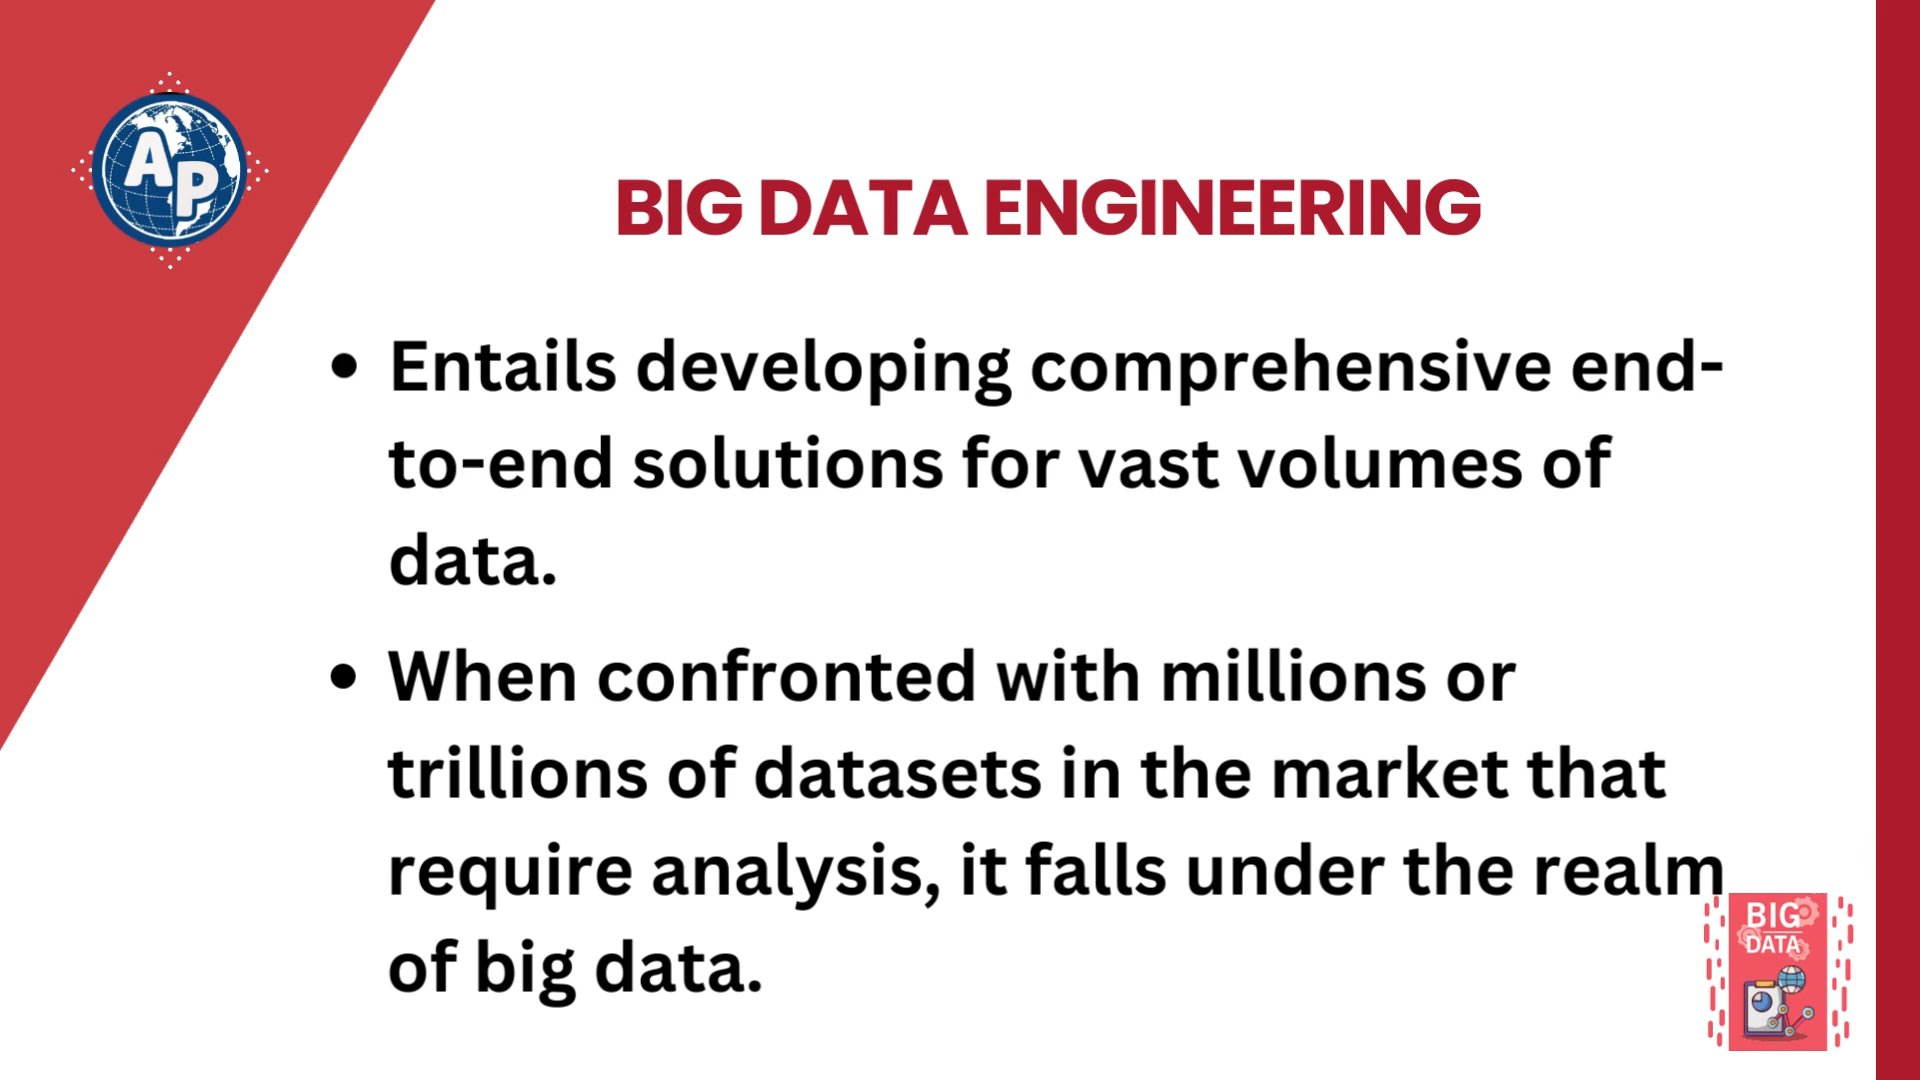 AP
BIG DATA ENGINEERING
• Entails developing comprehensive end-
to-end solutions for vast volumes of
data.
• When confronted with millions or
trillions of datasets in the market that
require analysis, it falls under the realm
of big data.
BIG
DATA